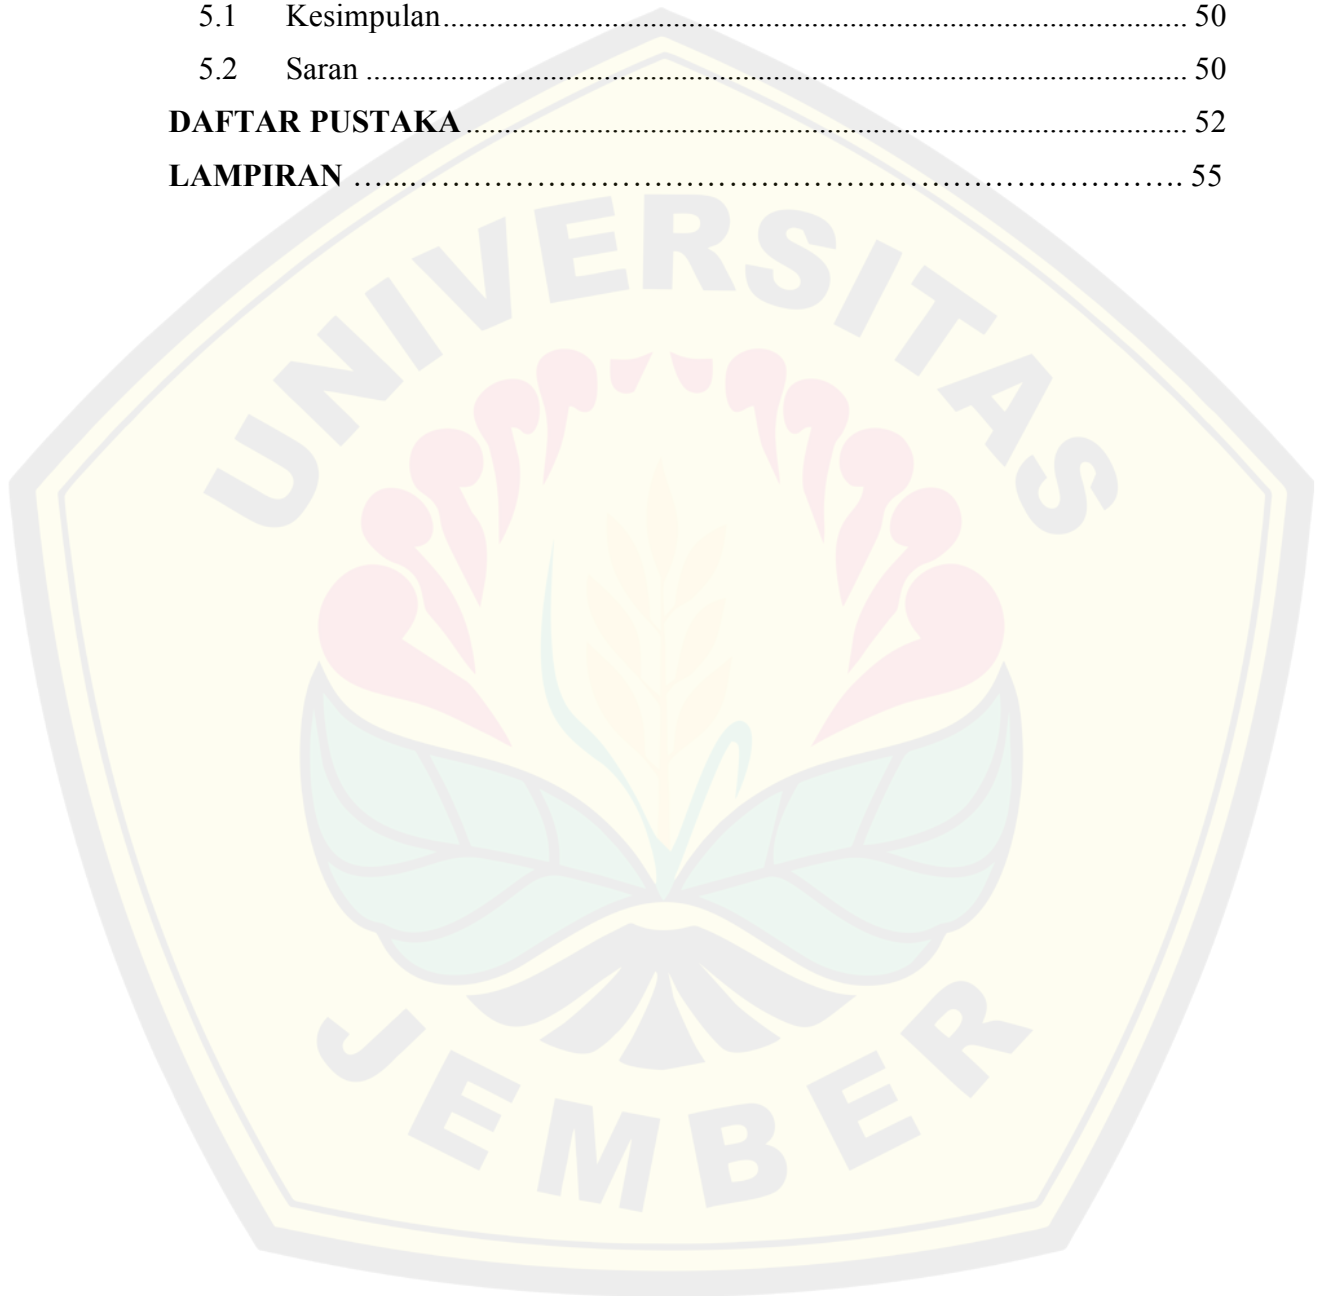 5.1 Kesimpulan........................................................................................ 50
5.2 Saran ................................................................................................. 50
DAFTAR PUSTAKA ..................................................................................... 52
LAMPIRAN …...……………………………………………………………………. 55
UNIVERSITAS
JEMBER